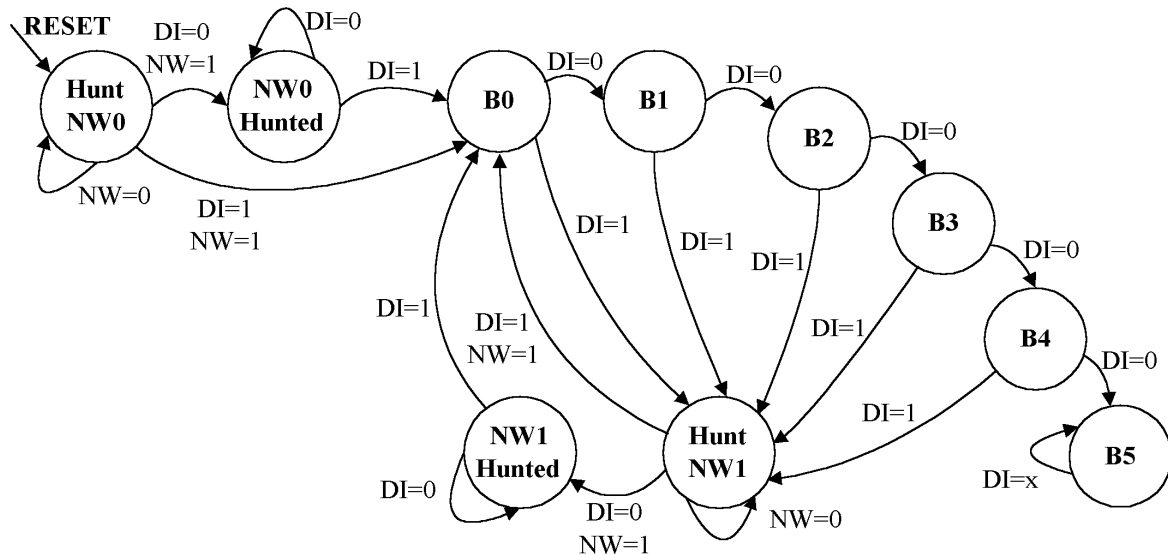 RESET
DI=0
NW=1
DI=0
Hunt
NW0
NW0
Hunted
DI=1
B0
DI=0
B1
DI=0
B2
DI=0
B3
DI=0
B4
DI=0
B5
DI=x
NW=0
DI=1
NW=1
DI=1
DI=1
DI=1
DI=1
DI=1
DI=1
DI=1
NW=1
NW1
Hunted
DI=0
Hunt
NW1
DI=0
NW=1
NW=0